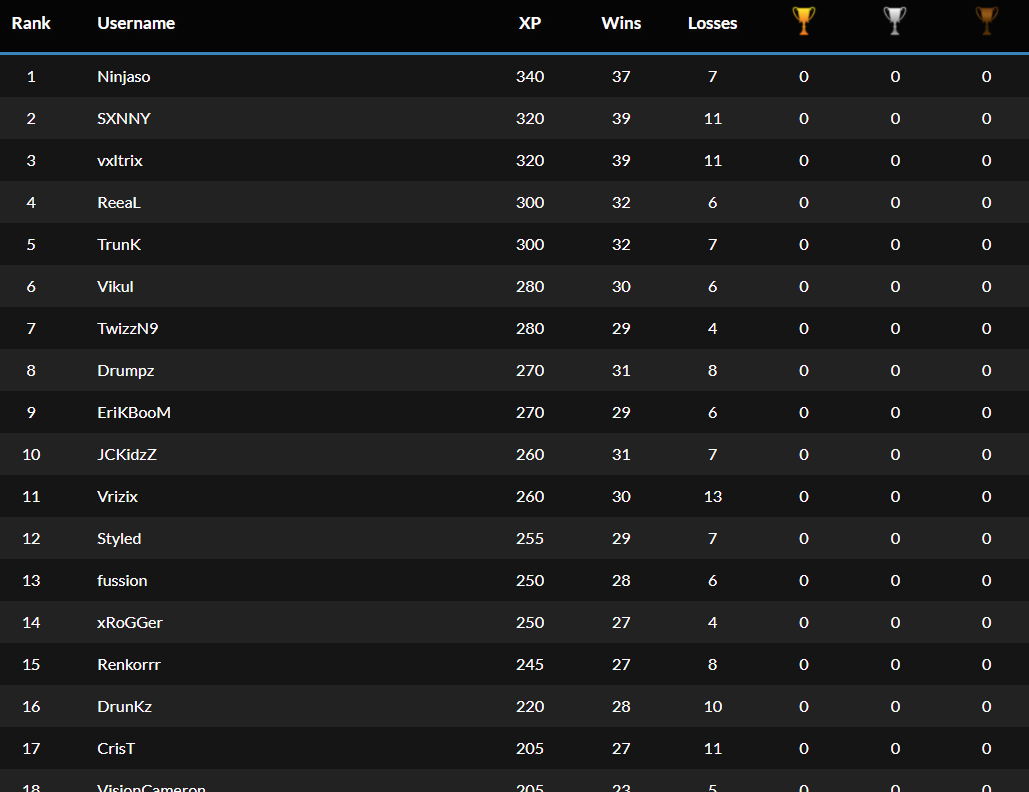 Rank Username XP Wins Losses
1 Ninjaso 340 37 7 0 0 0
2 SXNNY 320 39 11 0 0 0
3 vxltrix 320 39 11 0 0 0
4 ReeaL 300 32 6 0 0 0
5 TrunK 300 32 7 0 0 0
6 Vikul 280 30 6 0 0 0
7 TwizzN9 280 29 4 0 0 0
8 Drumpz 270 31 8 0 0 0
9 EriKBooM 270 29 6 0 0 0
10 JCKidzZ 260 31 7 0 0 0
11 Vrizix 260 30 13 0 0 0
12 Styled 255 29 7 0 0 0
13 fussion 250 28 6 0 0 0
14 xRoGGer 250 27 4 0 0 0
15 Renkorrr 245 27 8 0 0 0
16 DrunKz 220 28 10 0 0 0
17 CrisT 205 27 11 0 0 0
18 VisionCameron 205 23 5 0 0 0